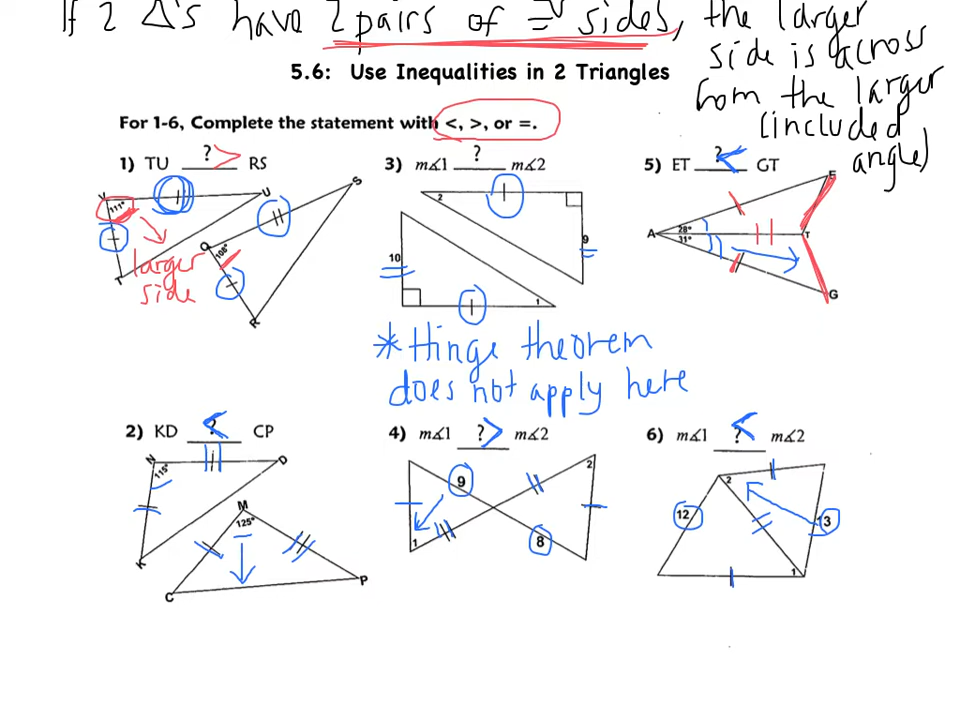 If 2 Δ's have 2 pairs of ≅ sides, the larger
side is across
from the larger
(included
angle)
5.6: Use Inequalities in 2 Triangles
For 1-6, Complete the statement with <, >, or =.
1) TU ? > RS
3) m∡1 ? m∡2
5) ET ? < GT
111°
U
S
T
Q
105°
R
larger
side
2
9
10
1
E
A
28°
31°
T
G
*Hinge theorem
does not apply here
2) KD ? < CP
4) m∡1 ? > m∡2
6) m∡1 ? < m∡2
N
115°
D
K
M
125°
C
P
9
2
1
8
2
12
13
1